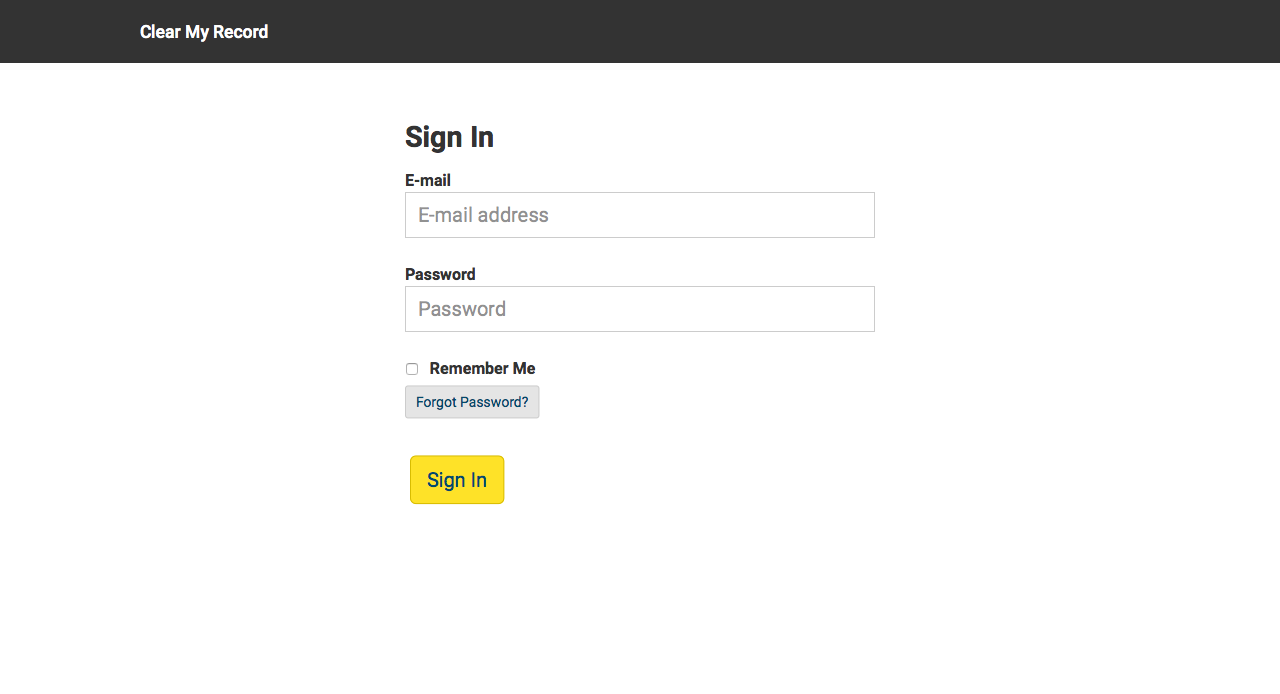 Clear My Record
Sign In
E-mail
E-mail address
Password
Password
Remember Me
Forgot Password?
Sign In